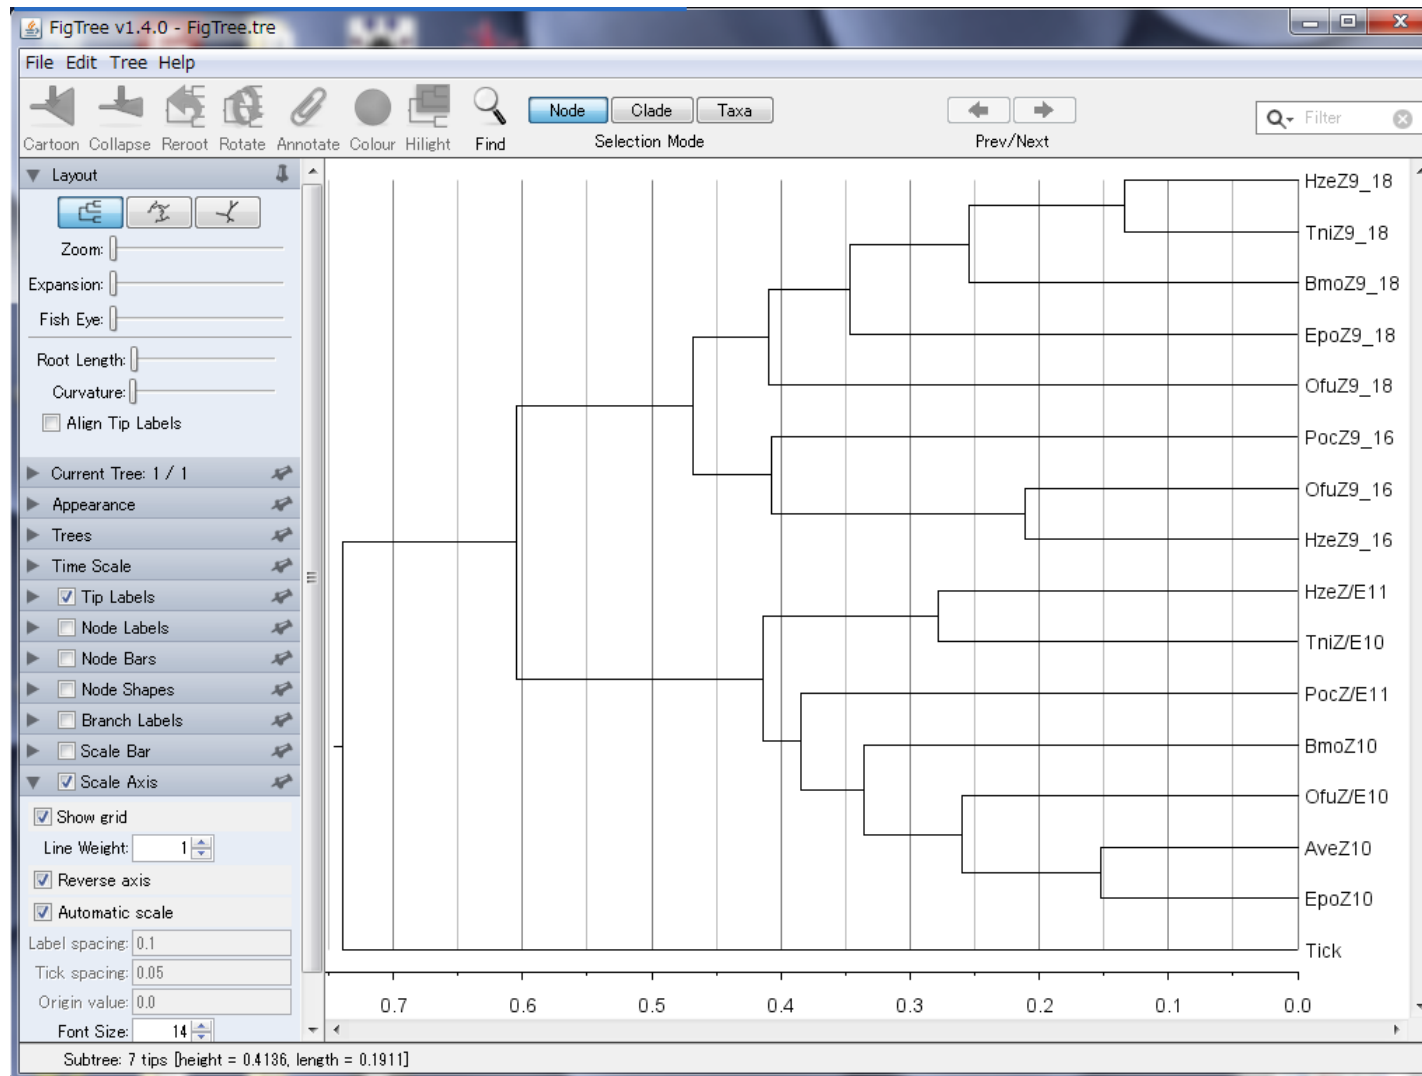 FigTree v1.4.0 - FigTree.tre
File Edit Tree Help
Cartoon Collapse Reroot Rotate Annotate Colour Hilight Find
Node Clade Taxa
Selection Mode
Prev/Next
Filter
Layout
Zoom:
Expansion:
Fish Eye:
Root Length:
Curvature:
Align Tip Labels
Current Tree: 1 / 1
Appearance
Trees
Time Scale
Tip Labels
Node Labels
Node Bars
Node Shapes
Branch Labels
Scale Bar
Scale Axis
Show grid
Line Weight: 1
Reverse axis
Automatic scale
Label spacing: 0.1
Tick spacing: 0.05
Origin value: 0.0
Font Size: 14
HzeZ9_18
TniZ9_18
BmoZ9_18
EpoZ9_18
OfuZ9_18
PocZ9_16
OfuZ9_16
HzeZ9_16
HzeZ/E11
TniZ/E10
PocZ/E11
BmoZ10
OfuZ/E10
AveZ10
EpoZ10
Tick
0.7 0.6 0.5 0.4 0.3 0.2 0.1 0.0
Subtree: 7 tips [height = 0.4136, length = 0.1911]